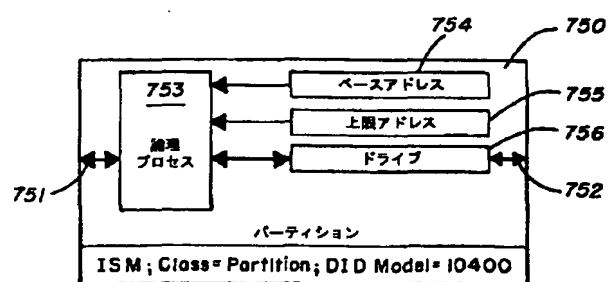 754
750
753
ベースアドレス
755
上限アドレス
756
論理
プロセス
ドライブ
751
752
パーティション
ISM; Class= Partition; DID Model= 10400